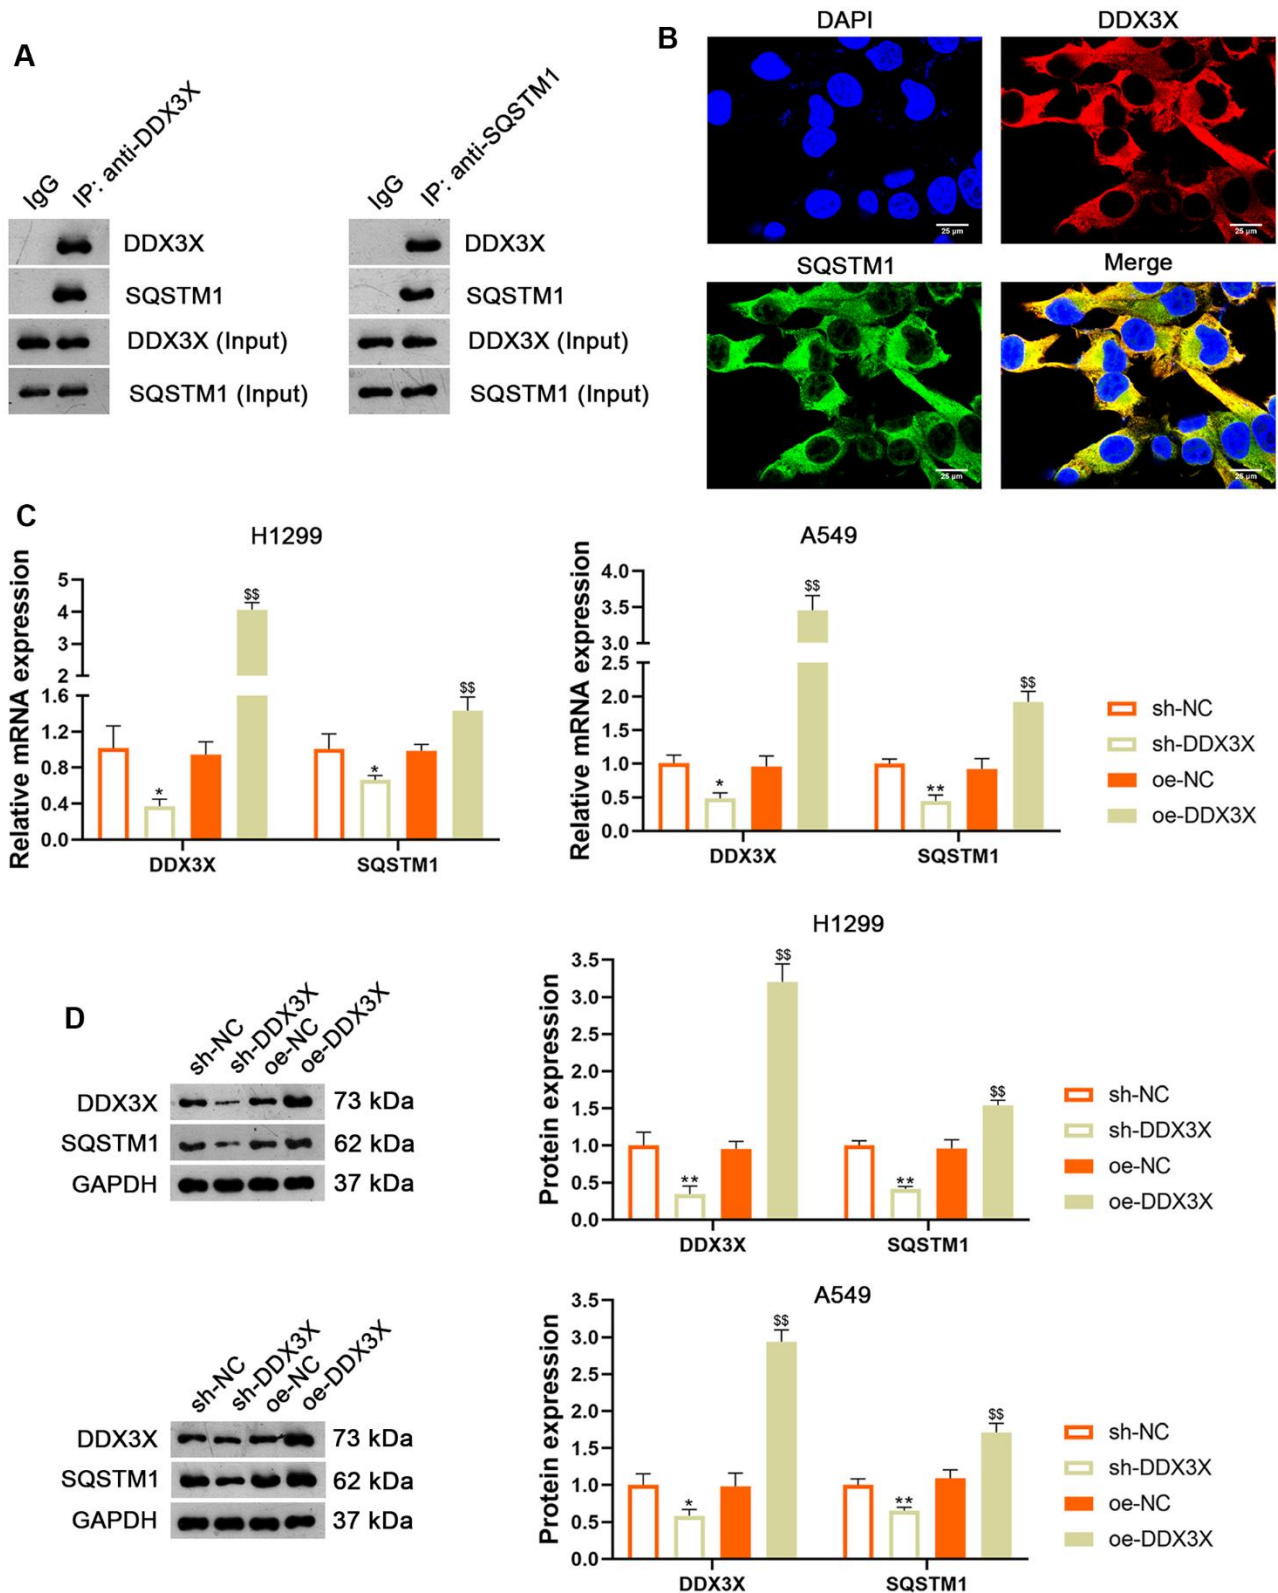 A
IgG
IP: anti-DDX3X
DDX3X
SQSTM1
DDX3X (Input)
SQSTM1 (Input)
IgG
IP: anti-SQSTM1
DDX3X
SQSTM1
DDX3X (Input)
SQSTM1 (Input)
B
DAPI
25 μm
DDX3X
25 μm
SQSTM1
25 μm
Merge
25 μm
C
H1299
Relative mRNA expression
5
4
3
2
1.6
1.2
0.8
0.4
0.0
*
$$
*
$$
DDX3X
SQSTM1
A549
Relative mRNA expression
4.0
3.5
3.0
2.5
2.0
1.5
1.0
0.5
0.0
*
$$
**
$$
DDX3X
SQSTM1
sh-NC
sh-DDX3X
oe-NC
oe-DDX3X
D
sh-NC
sh-DDX3X
oe-NC
oe-DDX3X
DDX3X 73 kDa
SQSTM1 62 kDa
GAPDH 37 kDa
H1299
Protein expression
3.5
3.0
2.5
2.0
1.5
1.0
0.5
0.0
**
$$
**
$$
DDX3X
SQSTM1
sh-NC
sh-DDX3X
oe-NC
oe-DDX3X
sh-NC
sh-DDX3X
oe-NC
oe-DDX3X
DDX3X 73 kDa
SQSTM1 62 kDa
GAPDH 37 kDa
A549
Protein expression
3.5
3.0
2.5
2.0
1.5
1.0
0.5
0.0
*
$$
**
$$
DDX3X
SQSTM1
sh-NC
sh-DDX3X
oe-NC
oe-DDX3X